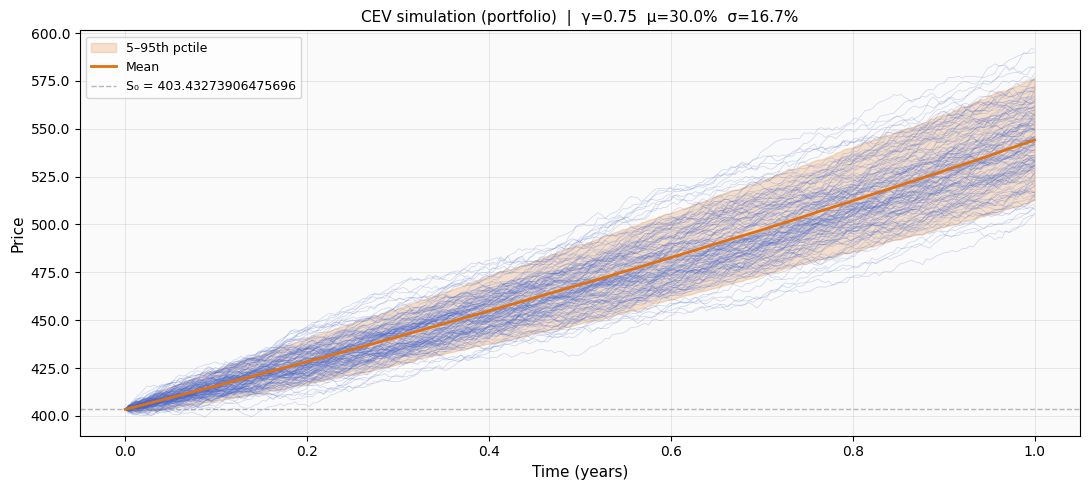 CEV simulation (portfolio) | γ=0.75 μ=30.0% σ=16.7%
5–95th pctile
Mean
S₀ = 403.43273906475696
600.0
575.0
550.0
525.0
500.0
475.0
450.0
425.0
400.0
Price
0.0 0.2 0.4 0.6 0.8 1.0
Time (years)